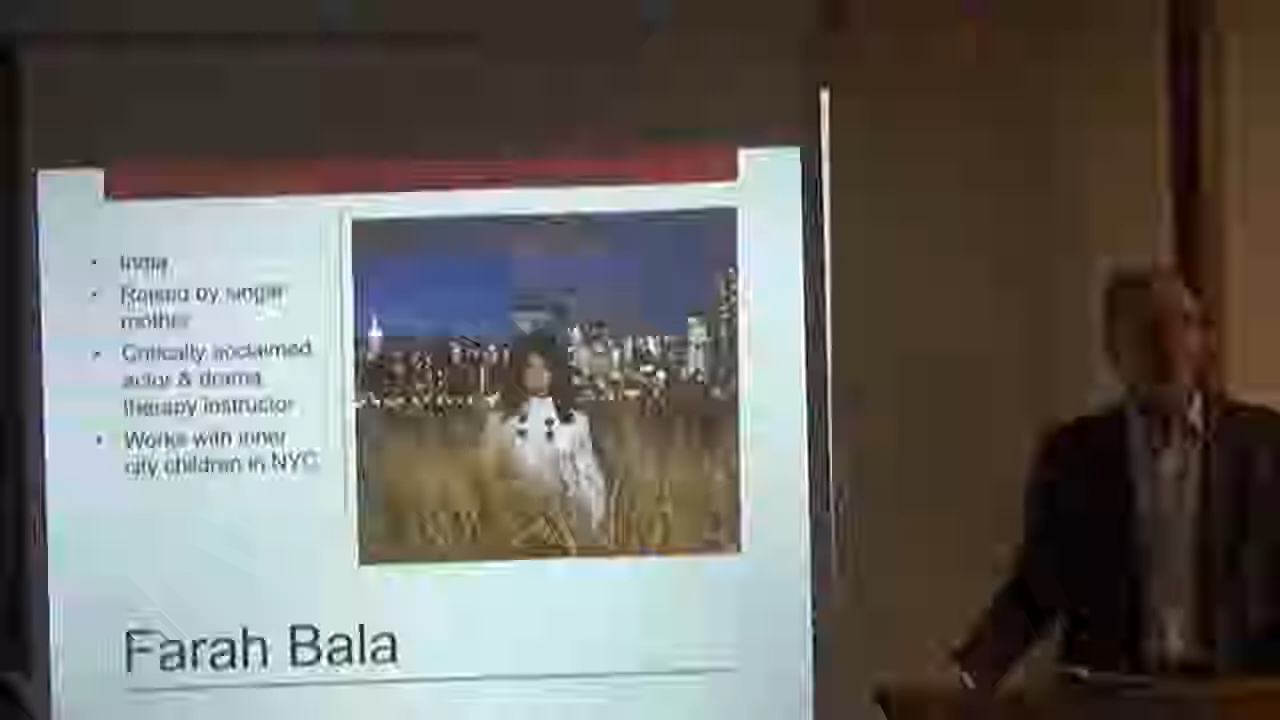 • India
• Raised by single
mother
• Critically acclaimed
actor & drama
therapy instructor
• Works with inner
city children in NYC
Farah Bala